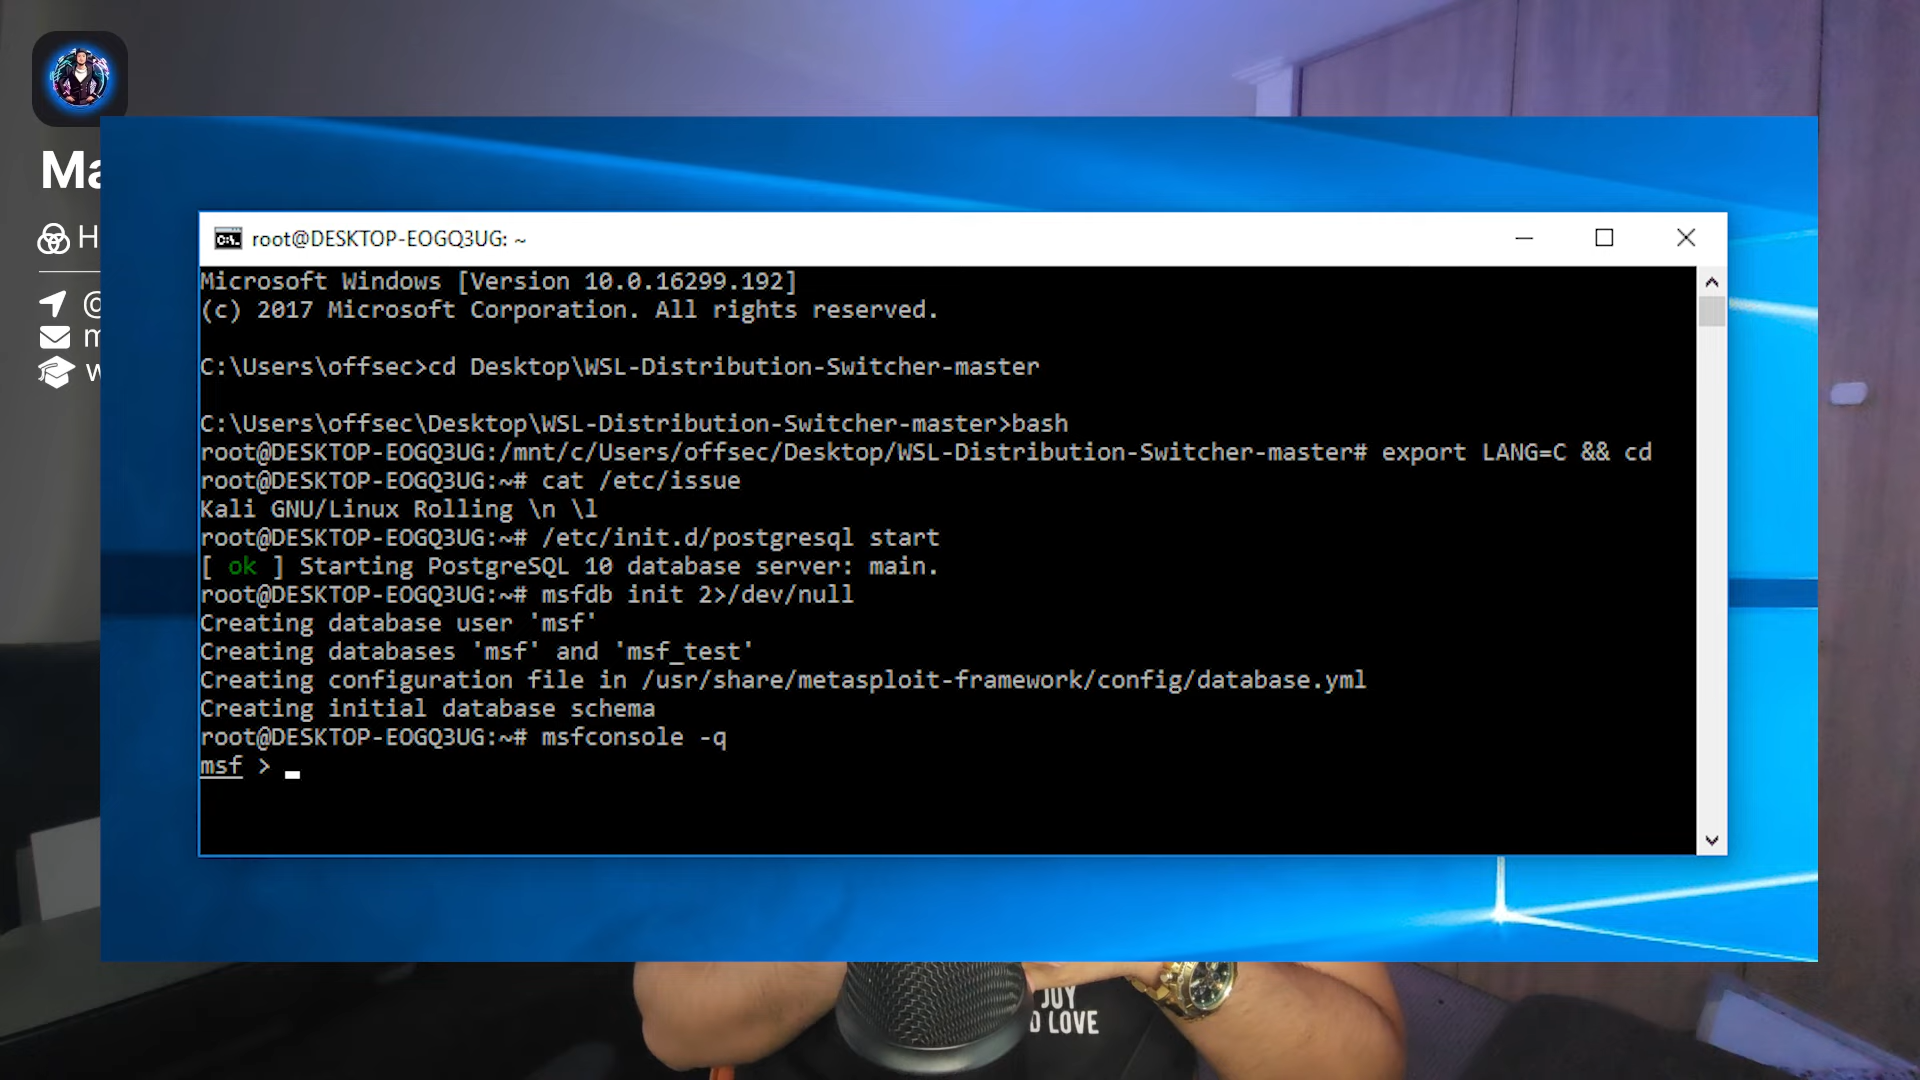 Ma
H
@
m
w
root@DESKTOP-EOGQ3UG: ~
Microsoft Windows [Version 10.0.16299.192]
(c) 2017 Microsoft Corporation. All rights reserved.
C:\Users\offsec>cd Desktop\WSL-Distribution-Switcher-master
C:\Users\offsec\Desktop\WSL-Distribution-Switcher-master>bash
root@DESKTOP-EOGQ3UG:/mnt/c/Users/offsec/Desktop/WSL-Distribution-Switcher-master# export LANG=C && cd
root@DESKTOP-EOGQ3UG:~# cat /etc/issue
Kali GNU/Linux Rolling \n \l
root@DESKTOP-EOGQ3UG:~# /etc/init.d/postgresql start
[ ok ] Starting PostgreSQL 10 database server: main.
root@DESKTOP-EOGQ3UG:~# msfdb init 2>/dev/null
Creating database user 'msf'
Creating databases 'msf' and 'msf_test'
Creating configuration file in /usr/share/metasploit-framework/config/database.yml
Creating initial database schema
root@DESKTOP-EOGQ3UG:~# msfconsole -q
msf >
JOY
D LOVE